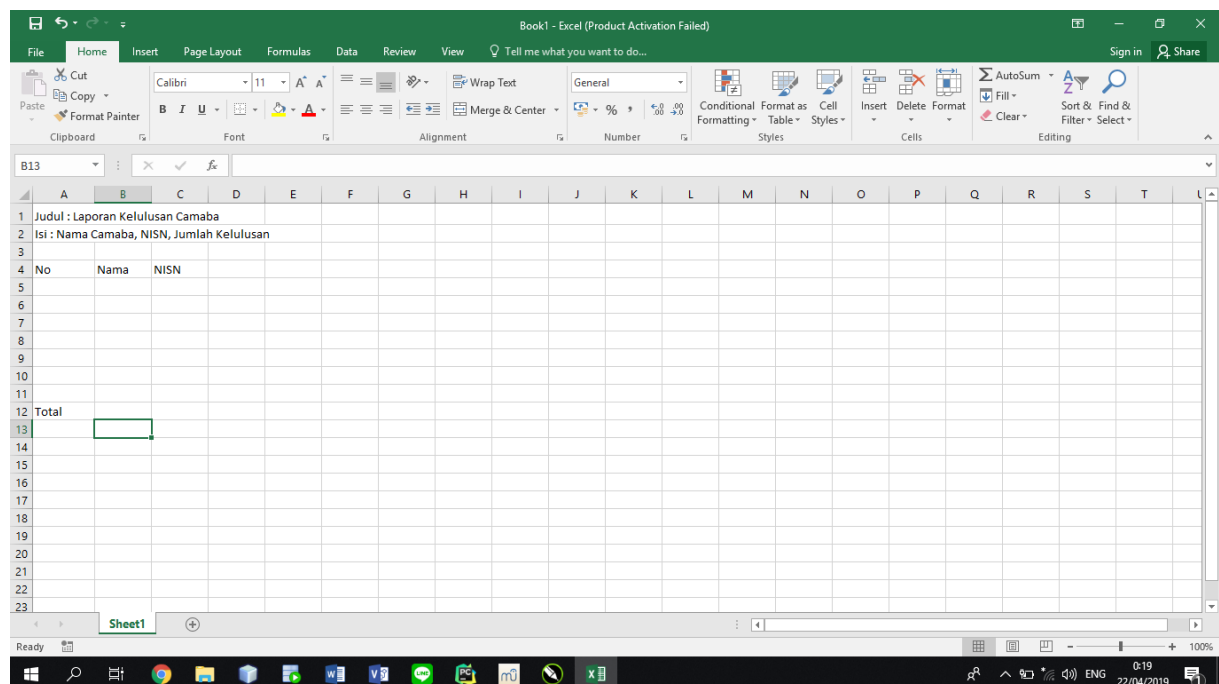 Book1 - Excel (Product Activation Failed)
File Home Insert Page Layout Formulas Data Review View Tell me what you want to do... Sign in Share
Paste Cut Copy Format Painter Clipboard
Calibri 11 A A B I U A Font
Wrap Text Merge & Center Alignment
General % , .0 .00 .00 .0 Number
Conditional Formatting Format as Table Cell Styles Styles
Insert Delete Format Cells
AutoSum Fill Clear Sort & Filter Find & Select Editing
B13 fx
A B C D E F G H I J K L M N O P Q R S T
1 Judul : Laporan Kelulusan Camaba
2 Isi : Nama Camaba, NISN, Jumlah Kelulusan
3
4 No Nama NISN
5
6
7
8
9
10
11
12 Total
13
14
15
16
17
18
19
20
21
22
23
Sheet1
Ready 100%
ENG 0:19
22/04/2019